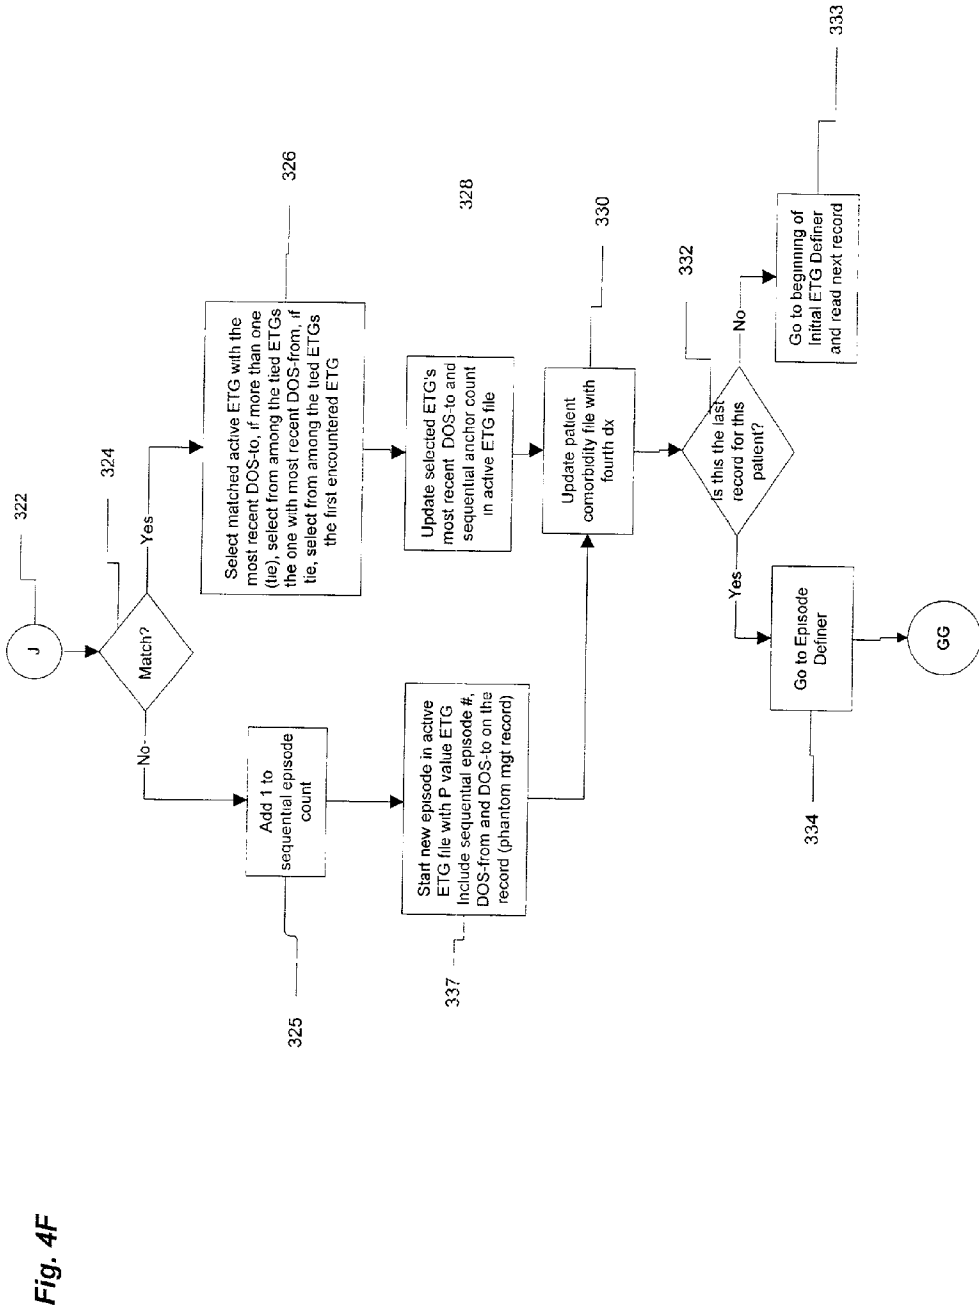 Fig. 4F
J
322
Match?
324
No
Yes
Add 1 to
sequential episode
count
325
Select matched active ETG with the
most recent DOS-to, if more than one
(tie), select from among the tied ETGs
the one with most recent DOS-from, if
tie, select from among the tied ETGs
the first encountered ETG
326
Start new episode in active
ETG file with P value ETG
Include sequential episode #,
DOS-from and DOS-to on the
record (phantom mgt record)
337
Update selected ETG's
most recent DOS-to and
sequential anchor count
in active ETG file
328
Update patient
comorbidity file with
fourth dx
330
Is this the last
record for this
patient?
332
Yes
No
Go to Episode
Definer
334
Go to beginning of
Initial ETG Definer
and read next record
333
GG